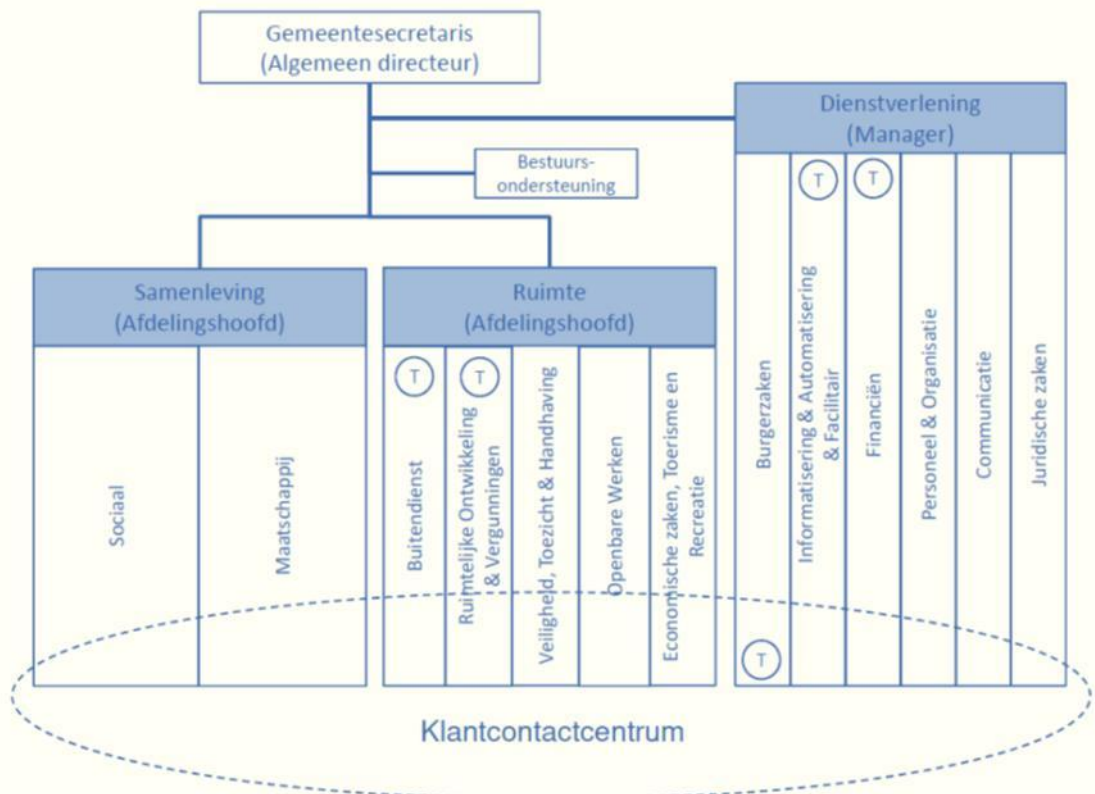 Gemeentesecretaris
(Algemeen directeur)
Dienstverlening
(Manager)
Bestuurs-
ondersteuning
Samenleving
(Afdelingshoofd)
Ruimte
(Afdelingshoofd)
Sociaal
Maatschappij
T
Buitendienst
T
Ruimtelijke Ontwikkeling
& Vergunningen
Veiligheid, Toezicht & Handhaving
Openbare Werken
Economische zaken, Toerisme en
Recreatie
Burgerzaken
T
T
Informatisering & Automatisering
& Facilitair
T
Financiën
Personeel & Organisatie
Communicatie
Juridische zaken
Klantcontactcentrum